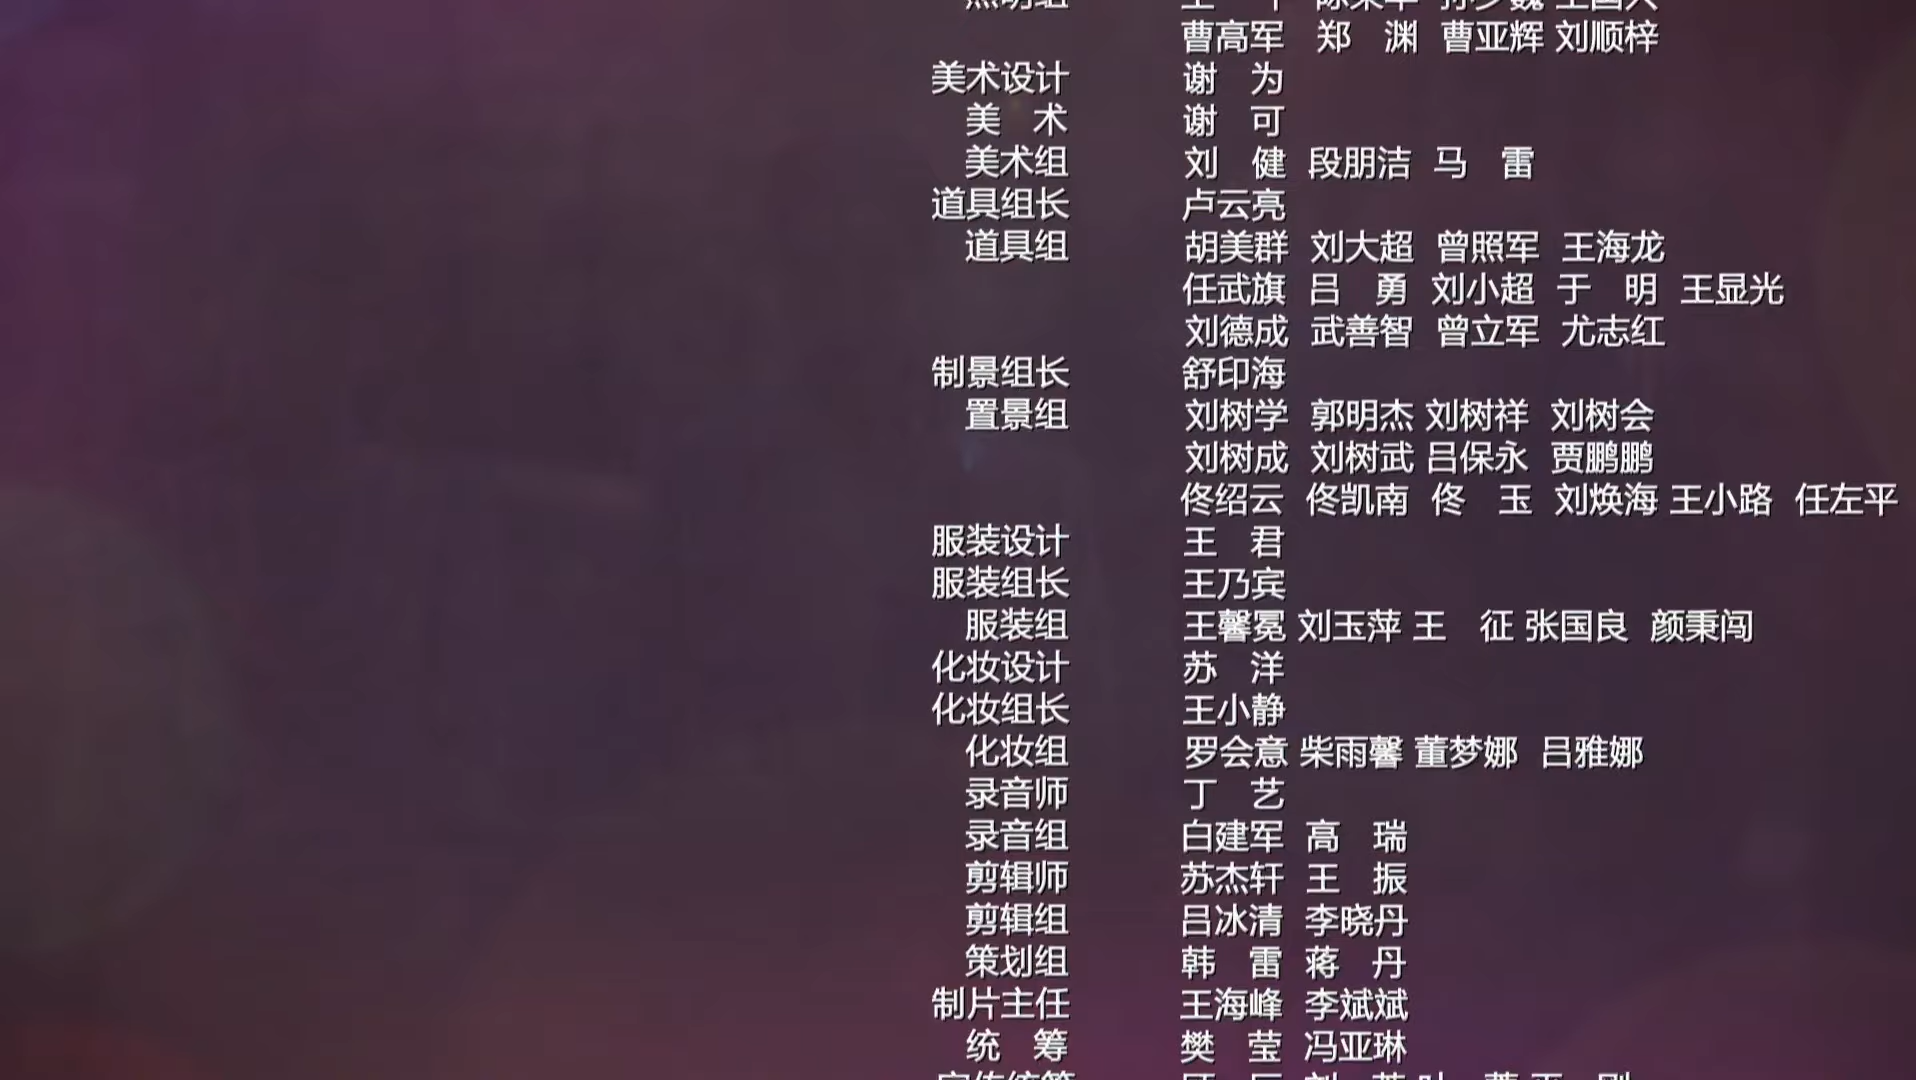 曹高军 郑 渊 曹亚辉 刘顺梓
美术设计 谢 为
美 术 谢 可
美术组 刘 健 段朋洁 马 雷
道具组长 卢云亮
道具组 胡美群 刘大超 曾照军 王海龙
任武旗 吕 勇 刘小超 于 明 王显光
刘德成 武善智 曾立军 尤志红
制景组长 舒印海
置景组 刘树学 郭明杰 刘树祥 刘树会
刘树成 刘树武 吕保永 贾鹏鹏
佟绍云 佟凯南 佟 玉 刘焕海 王小路 任左平
服装设计 王 君
服装组长 王乃宾
服装组 王馨冕 刘玉萍 王 征 张国良 颜秉闯
化妆设计 苏 洋
化妆组长 王小静
化妆组 罗会意 柴雨馨 董梦娜 吕雅娜
录音师 丁 艺
录音组 白建军 高 瑞
剪辑师 苏杰轩 王 振
剪辑组 吕冰清 李晓丹
策划组 韩 雷 蒋 丹
制片主任 王海峰 李斌斌
统 筹 樊 莹 冯亚琳